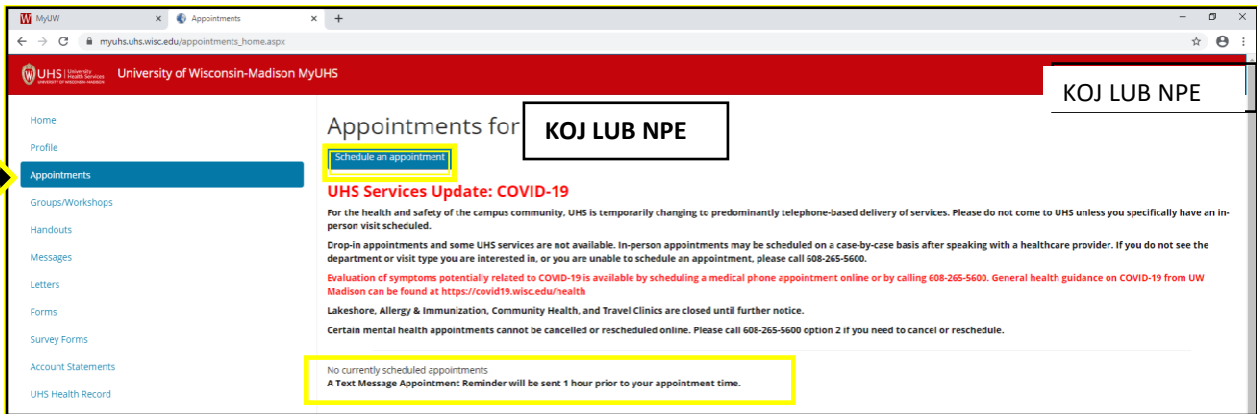 MyUW
Appointments
myuhs.uhs.wisc.edu/appointments_home.aspx
UHS University Health Services University of Wisconsin-Madison MyUHS
UNIVERSITY OF WISCONSIN-MADISON
KOJ LUB NPE
Home
Profile
Appointments
Groups/Workshops
Handouts
Messages
Letters
Forms
Survey Forms
Account Statements
UHS Health Record
Appointments for KOJ LUB NPE
Schedule an appointment
UHS Services Update: COVID-19
For the health and safety of the campus community, UHS is temporarily changing to predominantly telephone-based delivery of services. Please do not come to UHS unless you specifically have an in-
person visit scheduled.
Drop-in appointments and some UHS services are not available. In-person appointments may be scheduled on a case-by-case basis after speaking with a healthcare provider. If you do not see the
department or visit type you are interested in, or you are unable to schedule an appointment, please call 608-265-5600.
Evaluation of symptoms potentially related to COVID-19 is available by scheduling a medical phone appointment online or by calling 608-265-5600. General health guidance on COVID-19 from UW
Madison can be found at https://covid19.wisc.edu/health
Lakeshore, Allergy & Immunization, Community Health, and Travel Clinics are closed until further notice.
Certain mental health appointments cannot be cancelled or rescheduled online. Please call 608-265-5600 option 2 if you need to cancel or reschedule.
No currently scheduled appointments
A Text Message Appointment Reminder will be sent 1 hour prior to your appointment time.